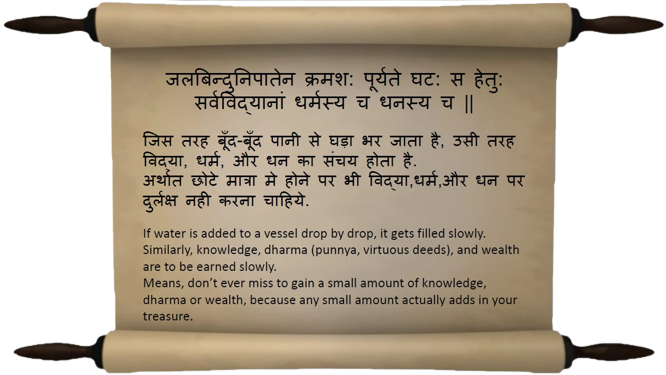 जलबिन्दुनिपातेन क्रमश: पूर्यते घट: स हेतु:
सर्वविद्यानां धर्मस्य च धनस्य च ||
जिस तरह बूँद-बूँद पानी से घड़ा भर जाता है, उसी तरह
विद्या, धर्म, और धन का संचय होता है.
अर्थात छोटे मात्रा मे होने पर भी विद्या,धर्म,और धन पर
दुर्लक्ष नही करना चाहिये.
If water is added to a vessel drop by drop, it gets filled slowly.
Similarly, knowledge, dharma (punnya, virtuous deeds), and wealth
are to be earned slowly.
Means, don’t ever miss to gain a small amount of knowledge,
dharma or wealth, because any small amount actually adds in your
treasure.